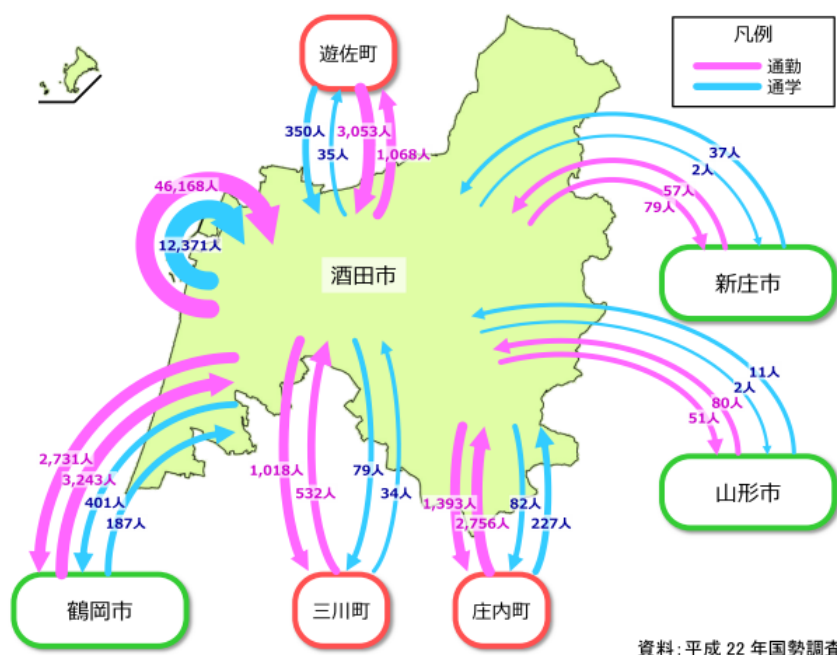 凡例
通勤
通学
遊佐町
350人
3,053人
35人
1,068人
37人
2人
57人
79人
46,168人
12,371人
酒田市
新庄市
11人
2人
80人
51人
2,731人
3,243人
401人
187人
1,018人
532人
79人
34人
1,393人
2,756人
82人
227人
山形市
鶴岡市
三川町
庄内町
資料:平成 22 年国勢調査